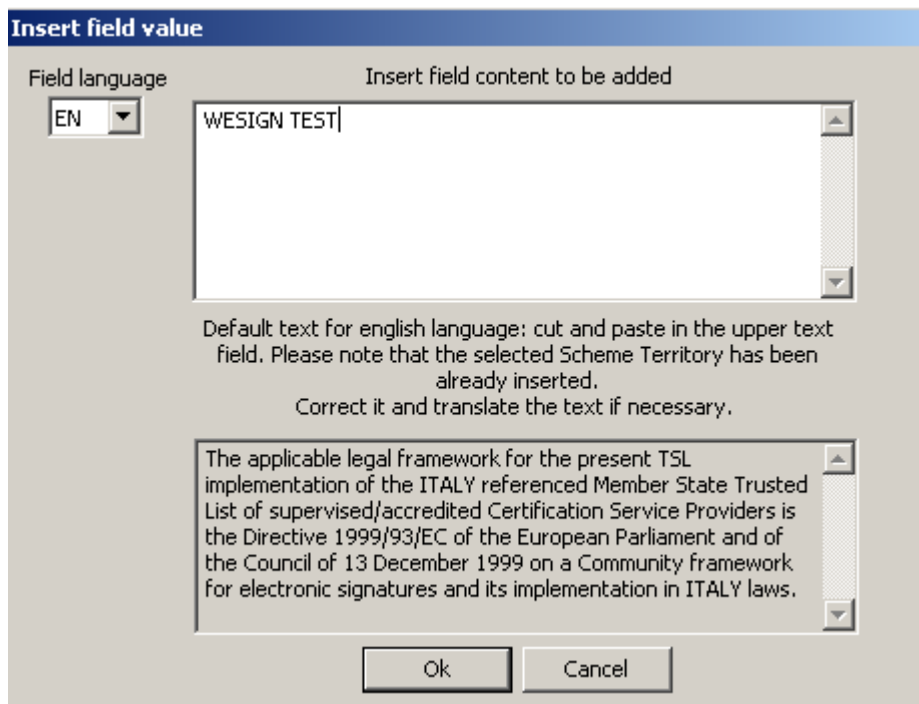 Insert field value
Field language
Insert field content to be added
EN
WESIGN TEST
Default text for english language: cut and paste in the upper text
field. Please note that the selected Scheme Territory has been
already inserted.
Correct it and translate the text if necessary.
The applicable legal framework for the present TSL
implementation of the ITALY referenced Member State Trusted
List of supervised/accredited Certification Service Providers is
the Directive 1999/93/EC of the European Parliament and of
the Council of 13 December 1999 on a Community framework
for electronic signatures and its implementation in ITALY laws.
Ok
Cancel